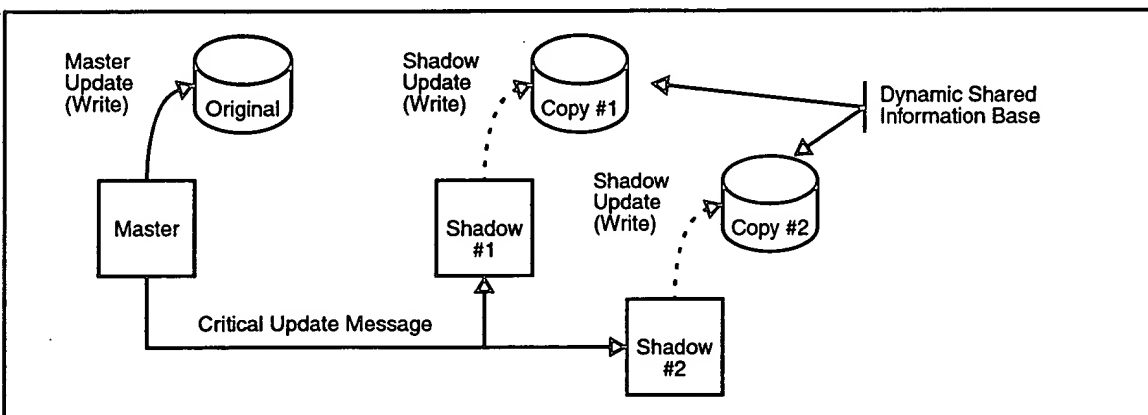 Master
Update
(Write)
Original
Shadow
Update
(Write)
Copy #1
Dynamic Shared
Information Base
Shadow
Update
(Write)
Copy #2
Master
Shadow
#1
Critical Update Message
Shadow
#2